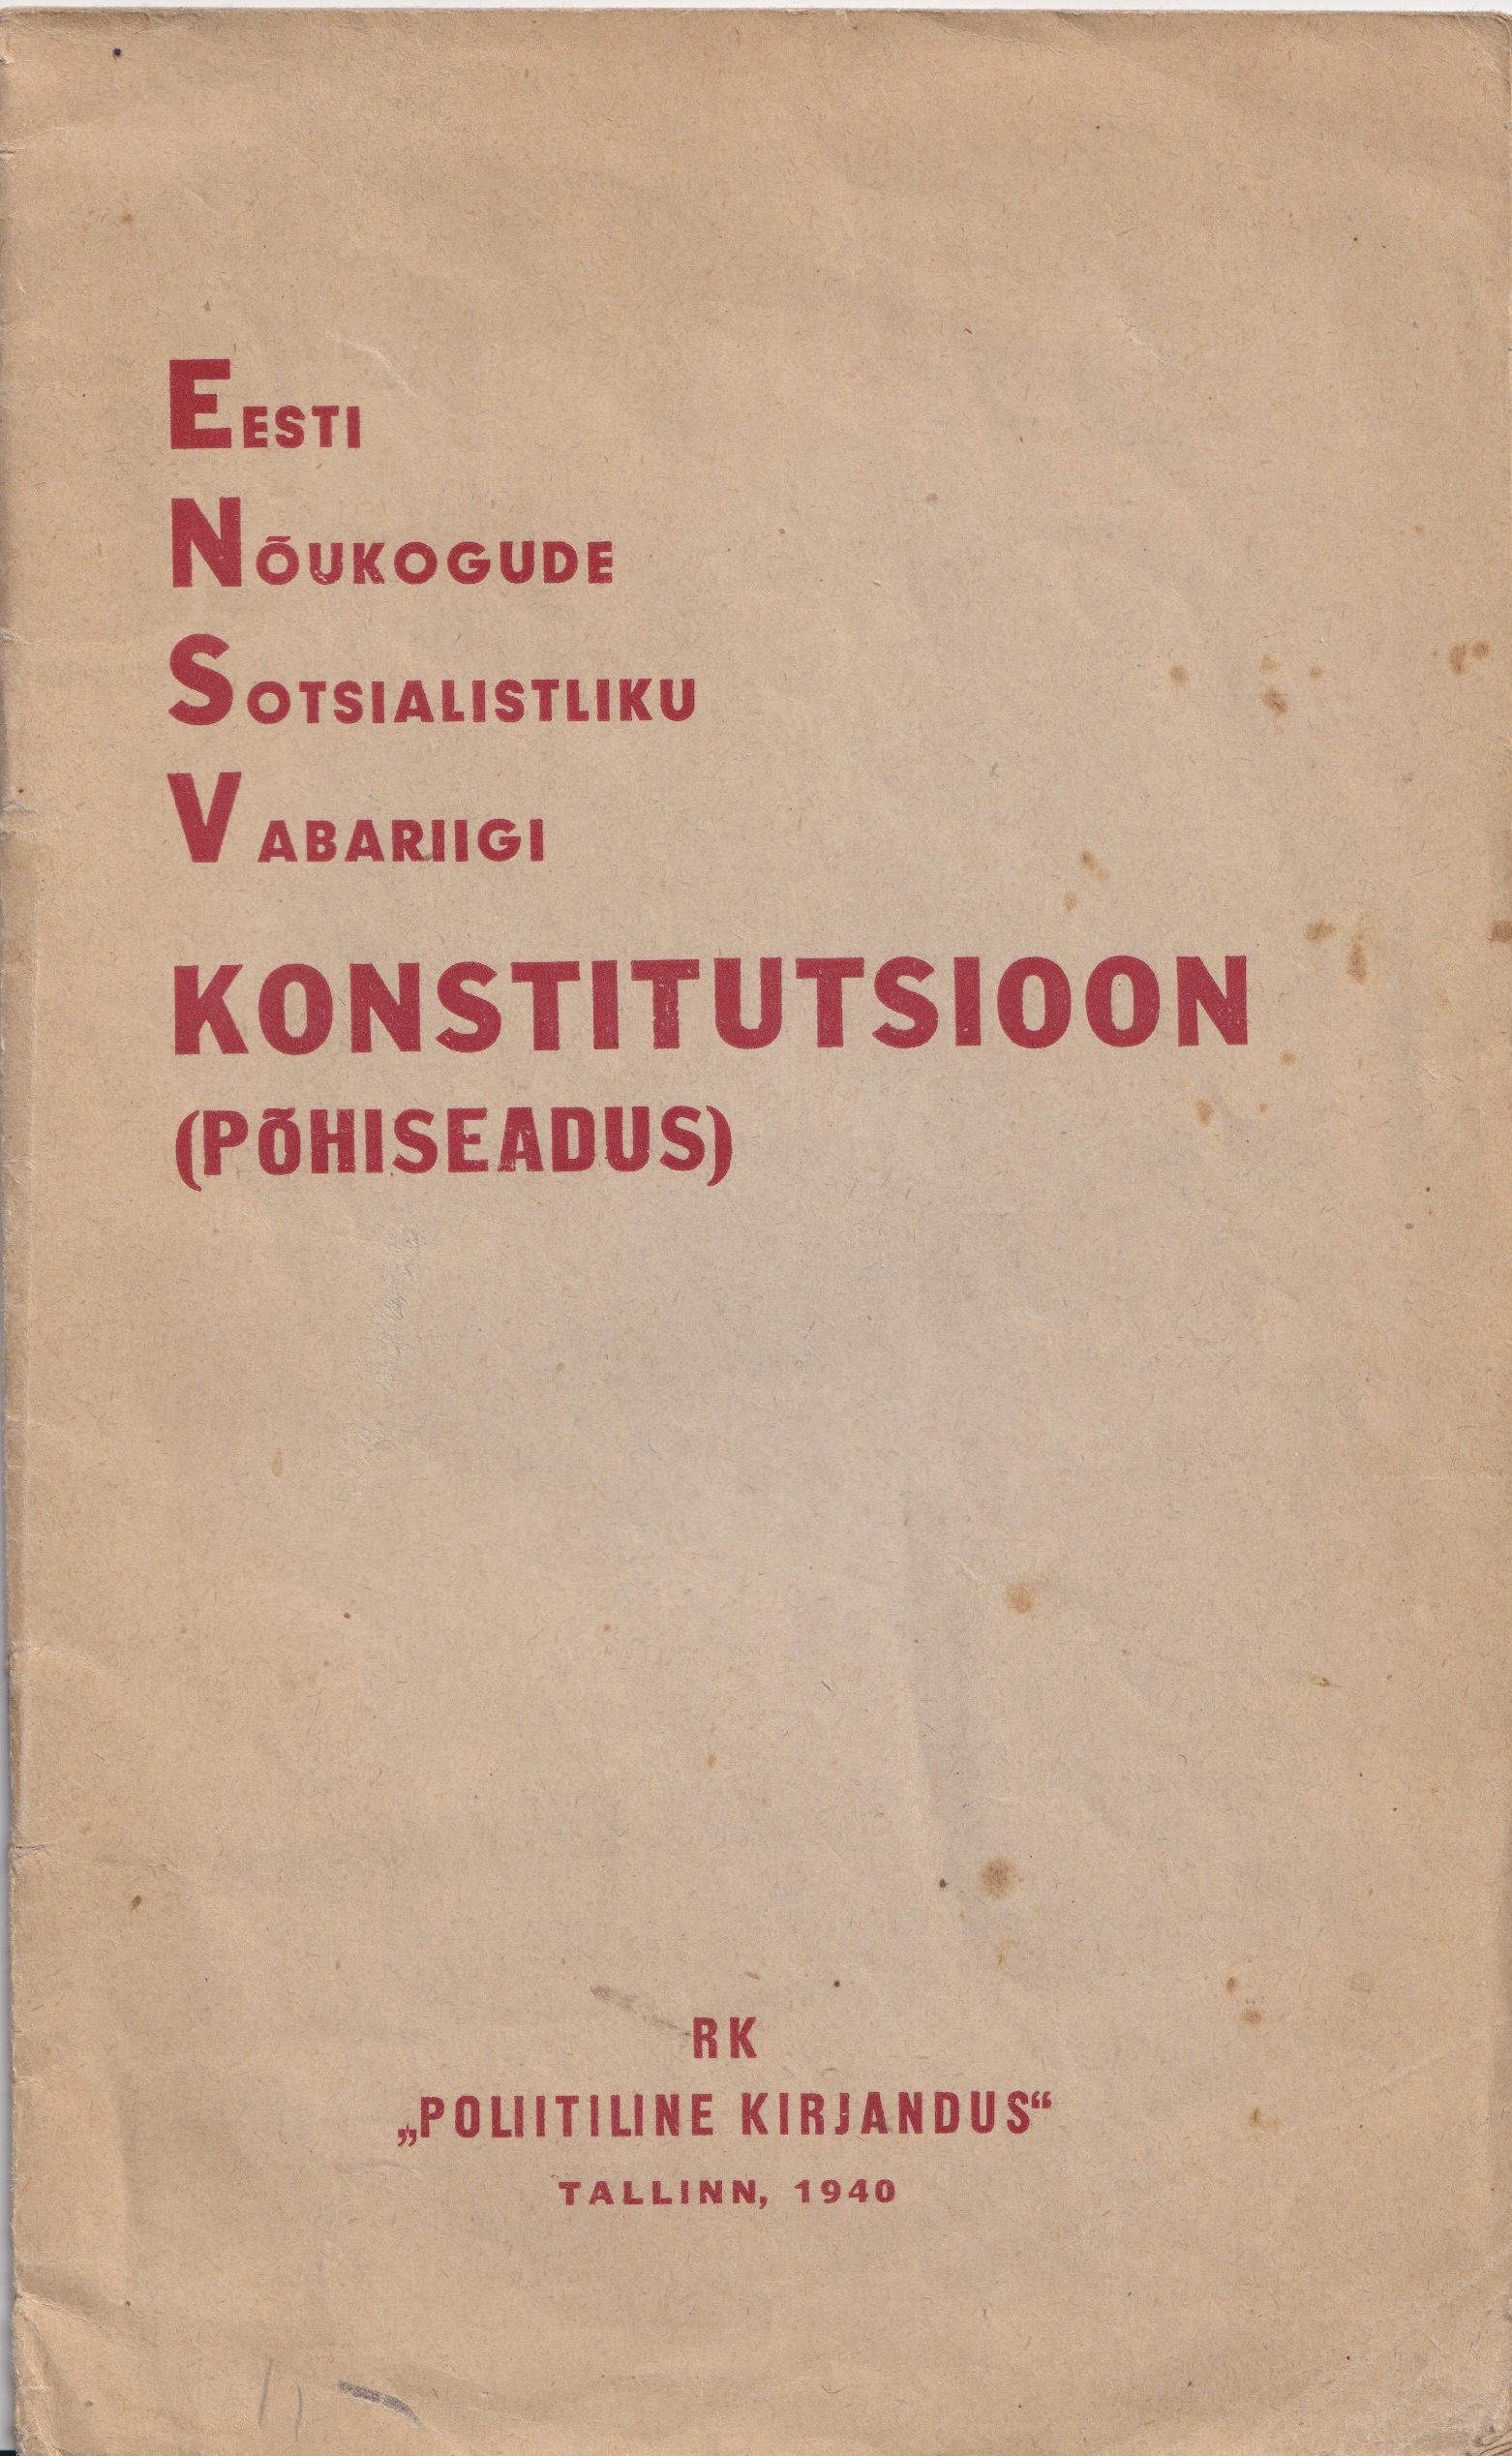 EESTI
NÕUKOGUDE
SOTSIALISTLIKU
VABARIIGI
KONSTITUTSIOON
(PÕHISEADUS)
RK
„POLIITILINE KIRJANDUS“
TALLINN, 1940